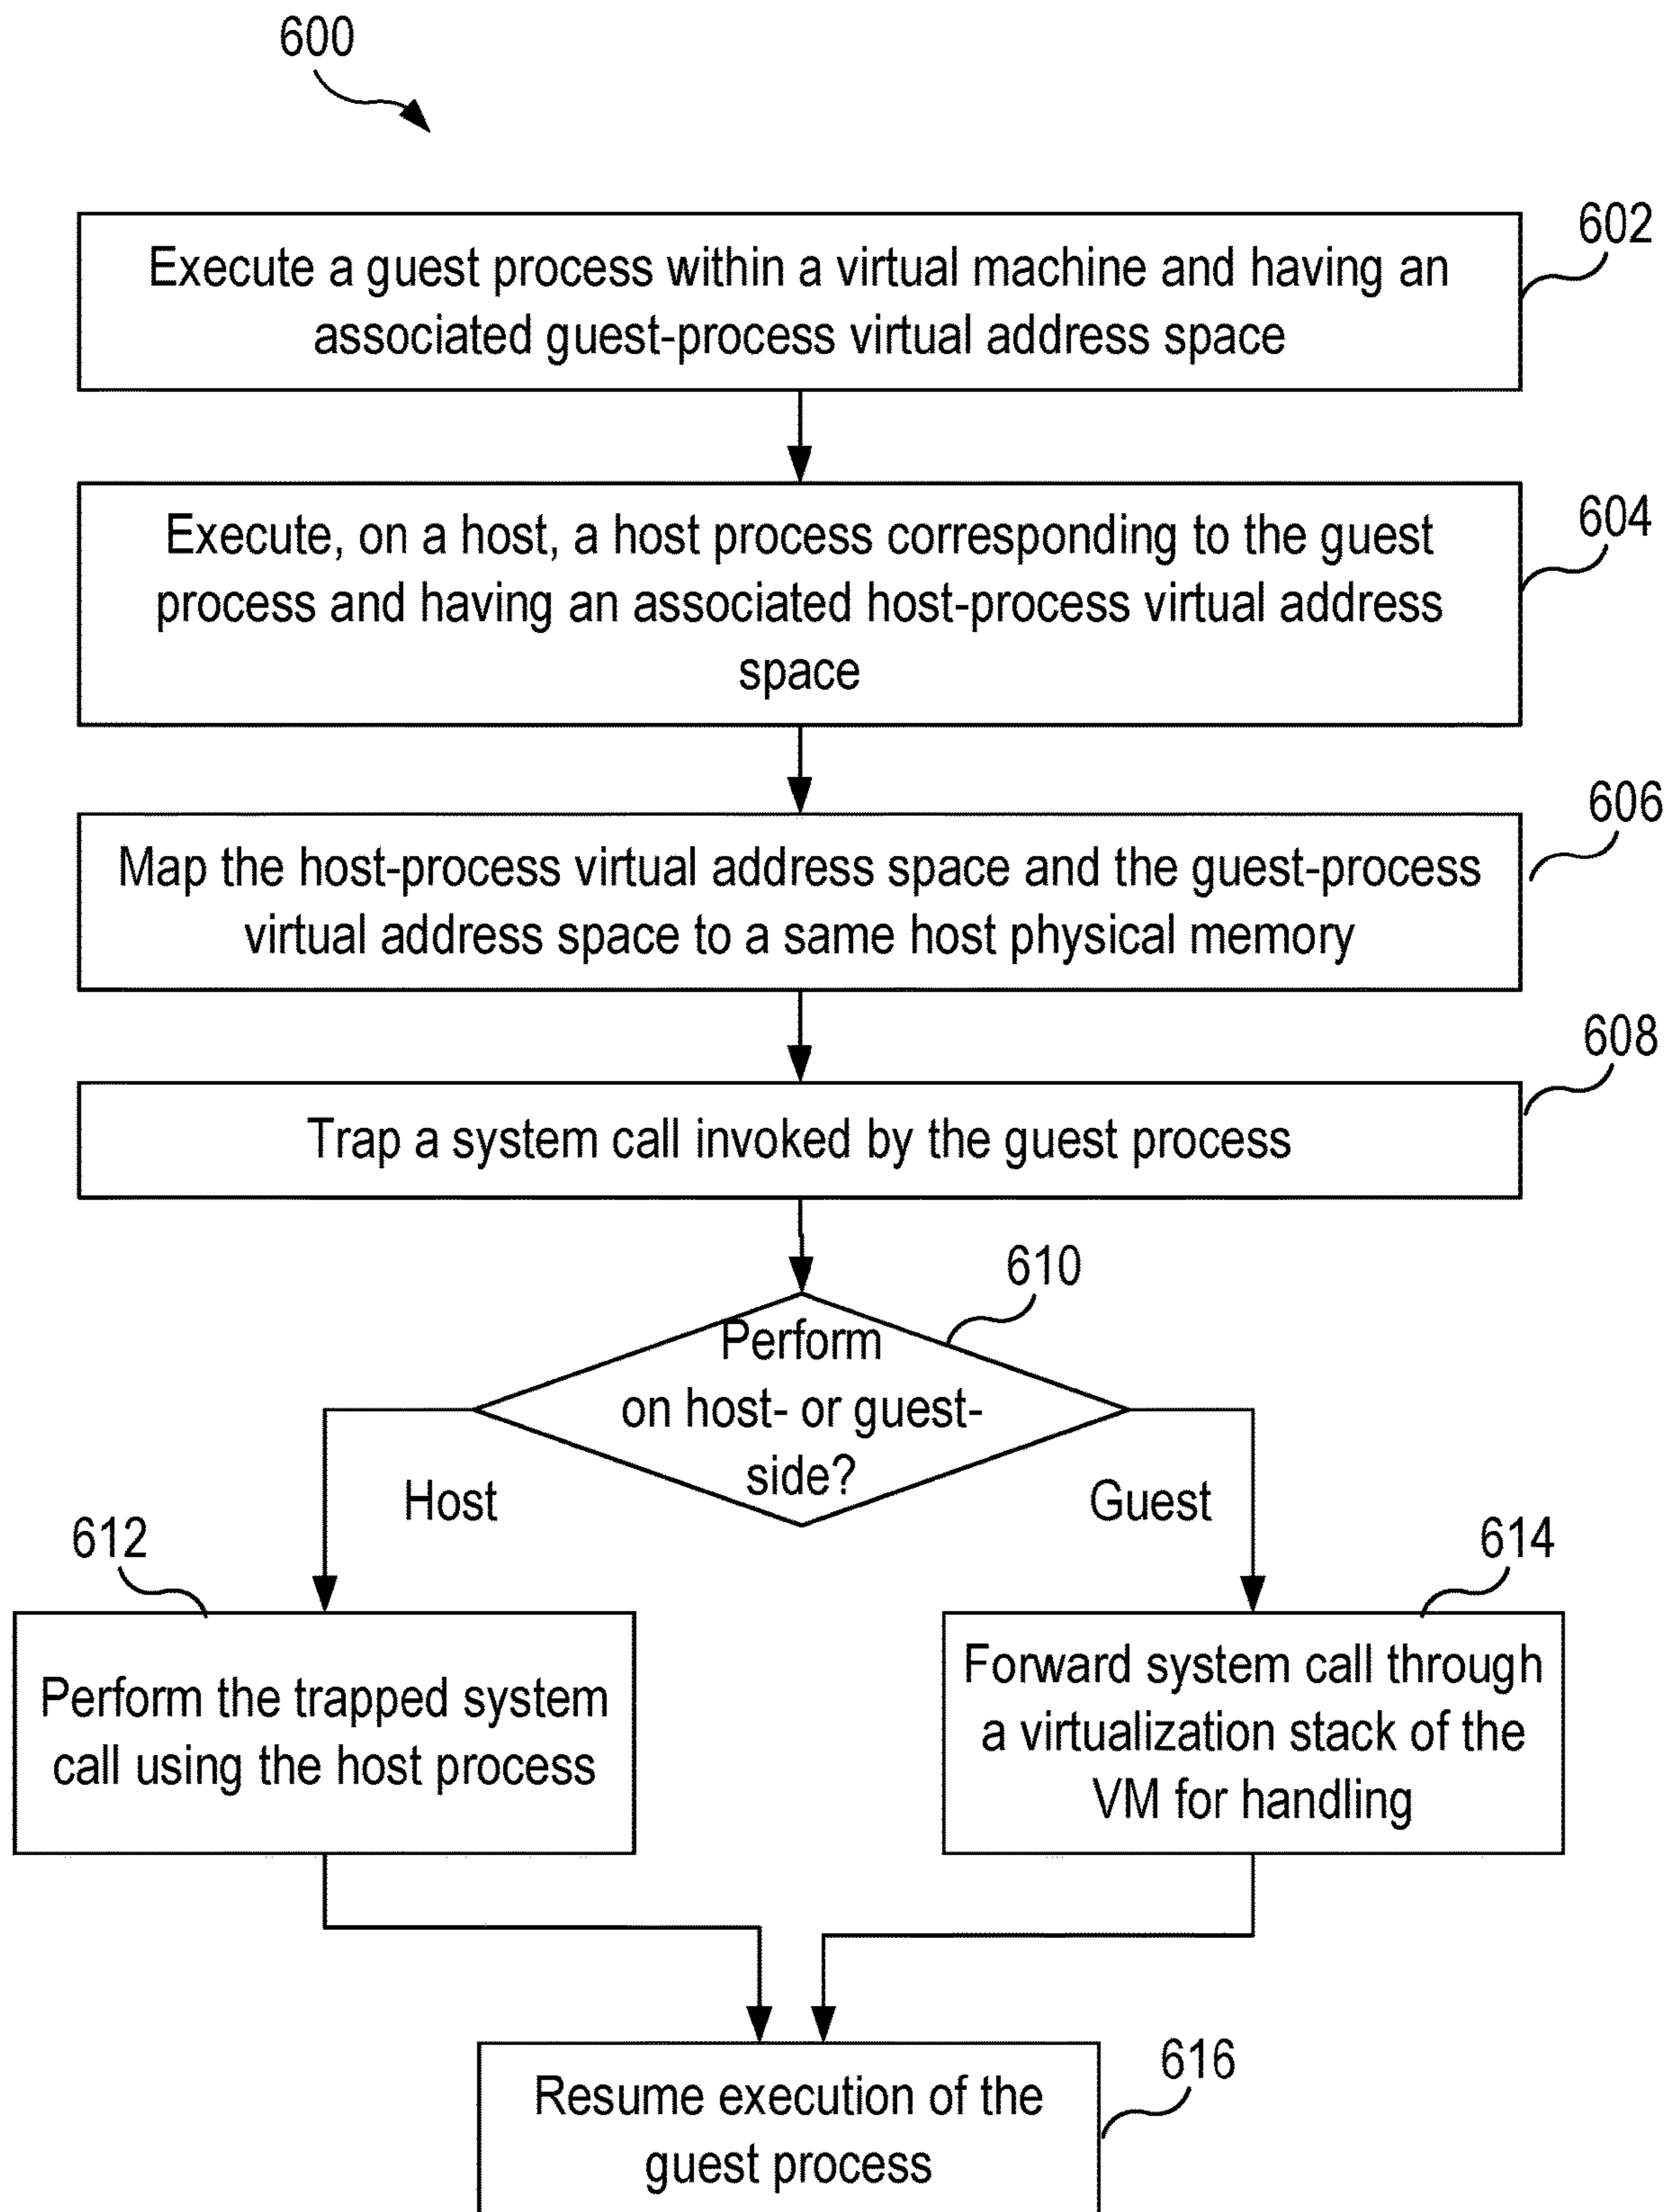 600
602
Execute a guest process within a virtual machine and having an
associated guest-process virtual address space
604
Execute, on a host, a host process corresponding to the guest
process and having an associated host-process virtual address
space
606
Map the host-process virtual address space and the guest-process
virtual address space to a same host physical memory
608
Trap a system call invoked by the guest process
610
Perform
on host- or guest-
side?
Host
Guest
612
614
Perform the trapped system
call using the host process
Forward system call through
a virtualization stack of the
VM for handling
616
Resume execution of the
guest process